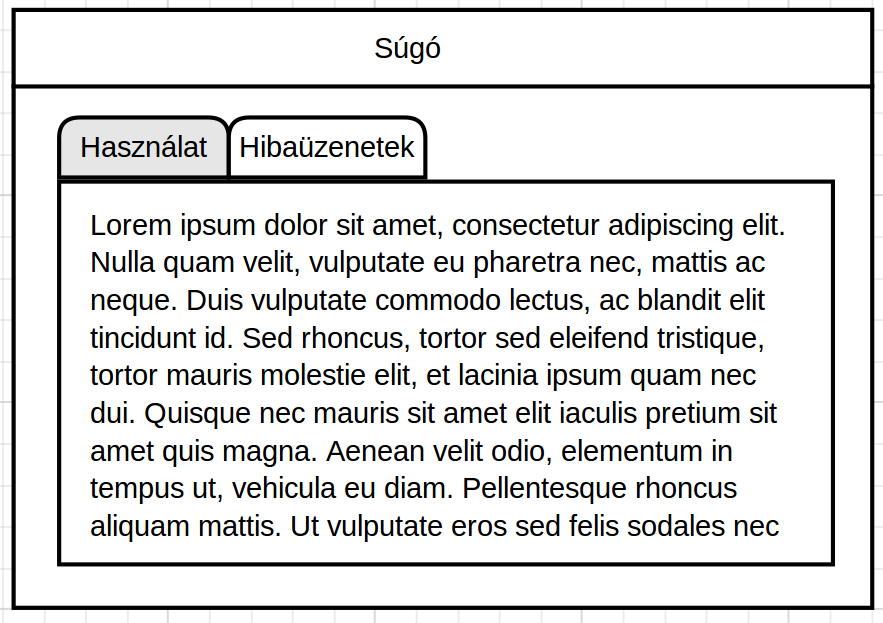 Súgó
Használat Hibaüzenetek
Lorem ipsum dolor sit amet, consectetur adipiscing elit.
Nulla quam velit, vulputate eu pharetra nec, mattis ac
neque. Duis vulputate commodo lectus, ac blandit elit
tincidunt id. Sed rhoncus, tortor sed eleifend tristique,
tortor mauris molestie elit, et lacinia ipsum quam nec
dui. Quisque nec mauris sit amet elit iaculis pretium sit
amet quis magna. Aenean velit odio, elementum in
tempus ut, vehicula eu diam. Pellentesque rhoncus
aliquam mattis. Ut vulputate eros sed felis sodales nec